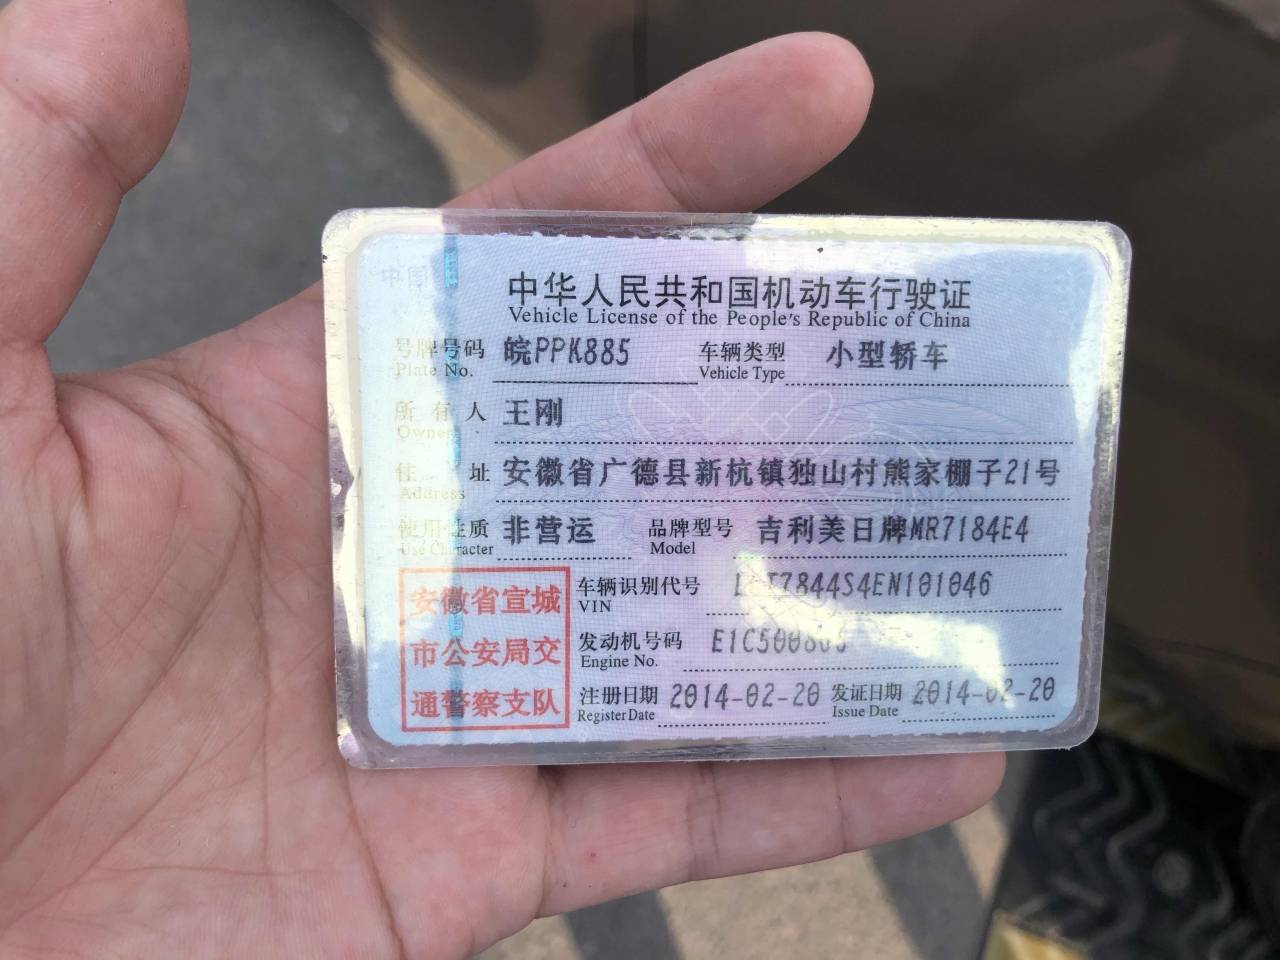 中华人民共和国机动车行驶证
Vehicle License of the People's Republic of China
号牌号码 皖PPK885 车辆类型 小型轿车
Plate No. Vehicle Type
所有人 王刚
Owner
住址 安徽省广德县新杭镇独山村熊家棚子21号
Address
使用性质 非营运 品牌型号 吉利美日牌MR7184E4
Use Character Model
安徽省宣城
市公安局交
通警察支队
车辆识别代号
VIN
发动机号码
Engine No.
注册日期 2014-02-20 发证日期 2014-02-20
Register Date Issue Date